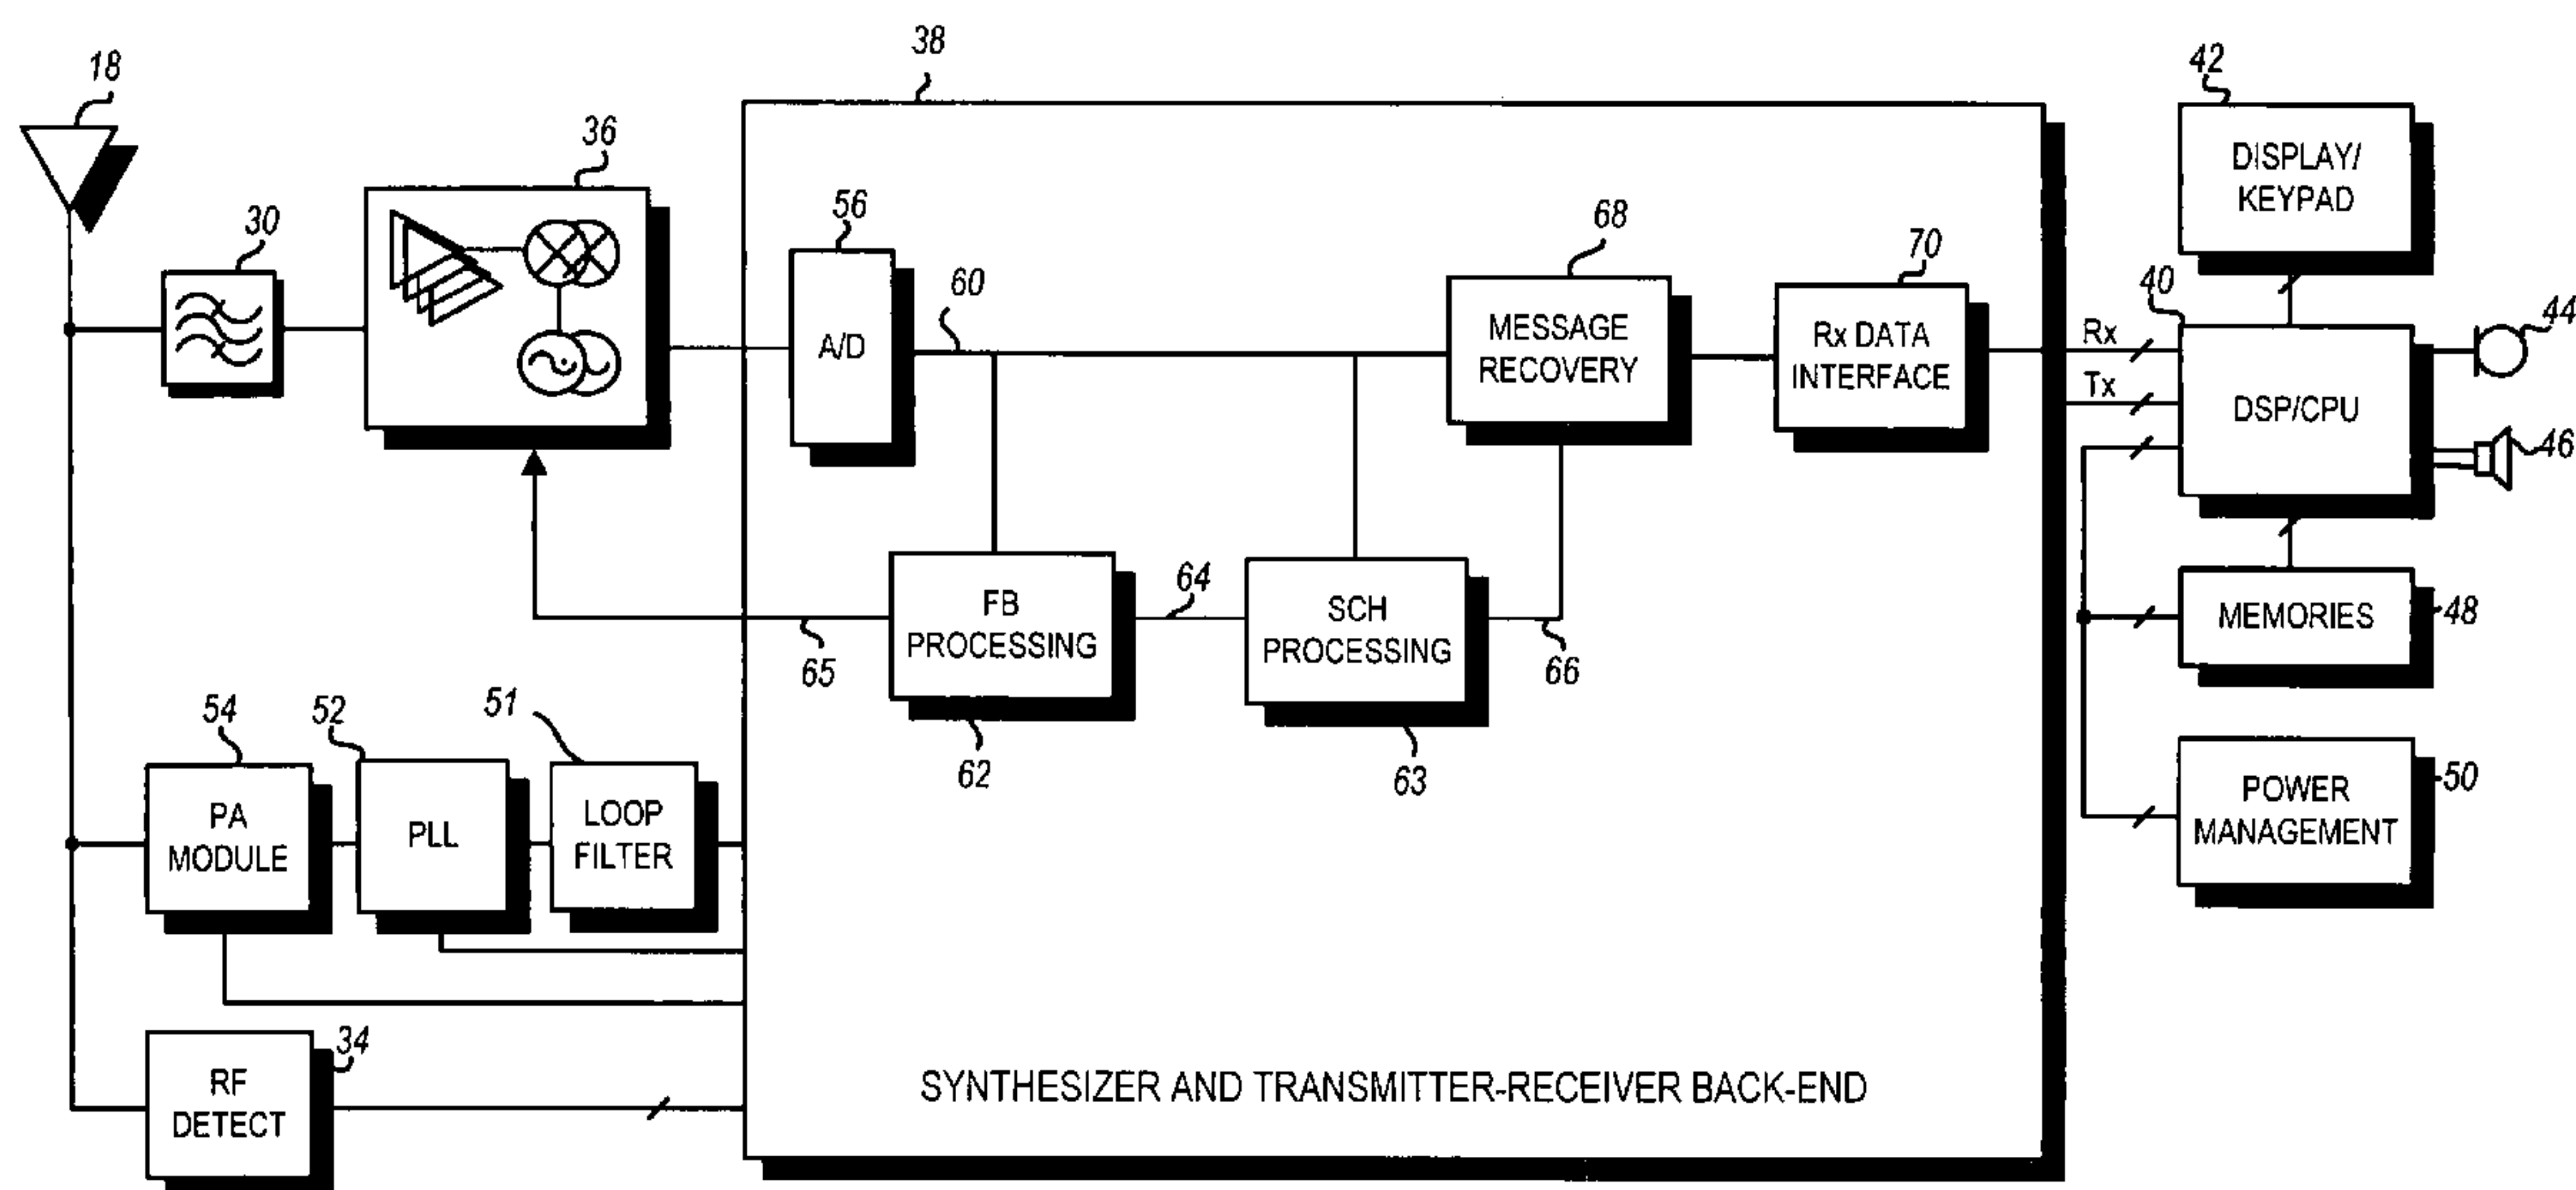 38
42
18
36
DISPLAY/
KEYPAD
30
56
68
70
40
44
60
A/D
MESSAGE
RECOVERY
Rx DATA
INTERFACE
Rx
Tx
DSP/CPU
46
FB
PROCESSING
64
SCH
PROCESSING
65
66
62
63
MEMORIES
48
54
52
51
PA
MODULE
PLL
LOOP
FILTER
POWER
MANAGEMENT
50
RF
DETECT
34
SYNTHESIZER AND TRANSMITTER-RECEIVER BACK-END